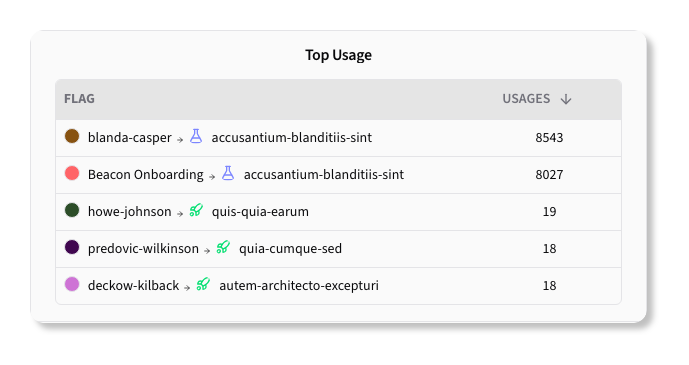 Top Usage
FLAG USAGES ↓
blanda-casper → accusantium-blanditiis-sint 8543
Beacon Onboarding → accusantium-blanditiis-sint 8027
howe-johnson → quis-quia-earum 19
predovic-wilkinson → quia-cumque-sed 18
deckow-kilback → autem-architecto-excepturi 18